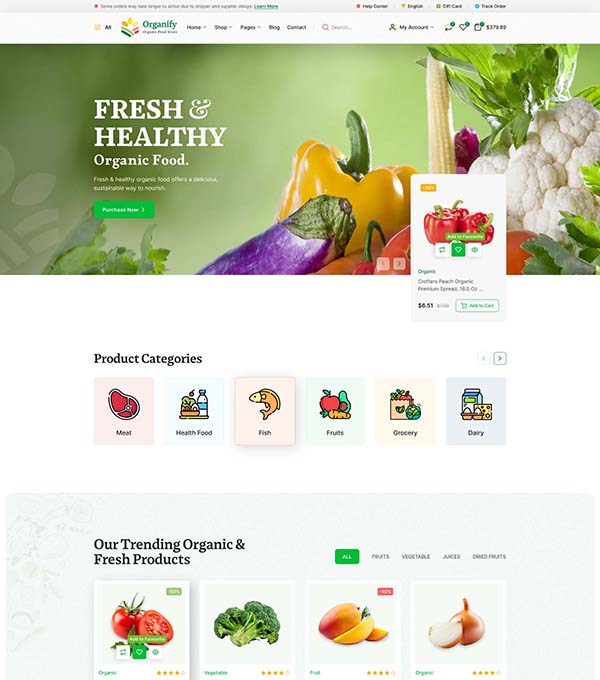 Some orders may take longer to arrive due to shipper and supplier delays. Learn More
Help Center
English
Gift Card
Track Order
All
Organify
Organic Food Store
Home
Shop
Pages
Blog
Contact
Search...
My Account
$379.89
FRESH &
HEALTHY
Organic Food.
Fresh & healthy organic food offers a delicious,
sustainable way to nourish.
Purchase Now
Add to Favourite
Organic
Crofters Peach Organic
Premium Spread, 16.5 Oz ...
$6.51
Add to Cart
Product Categories
Meat
Health Food
Fish
Fruits
Grocery
Dairy
Our Trending Organic &
Fresh Products
ALL
FRUITS
VEGETABLE
JUICES
DRIED FRUITS
Add to Favourite
Organic
Vegetable
Fruit
Organic